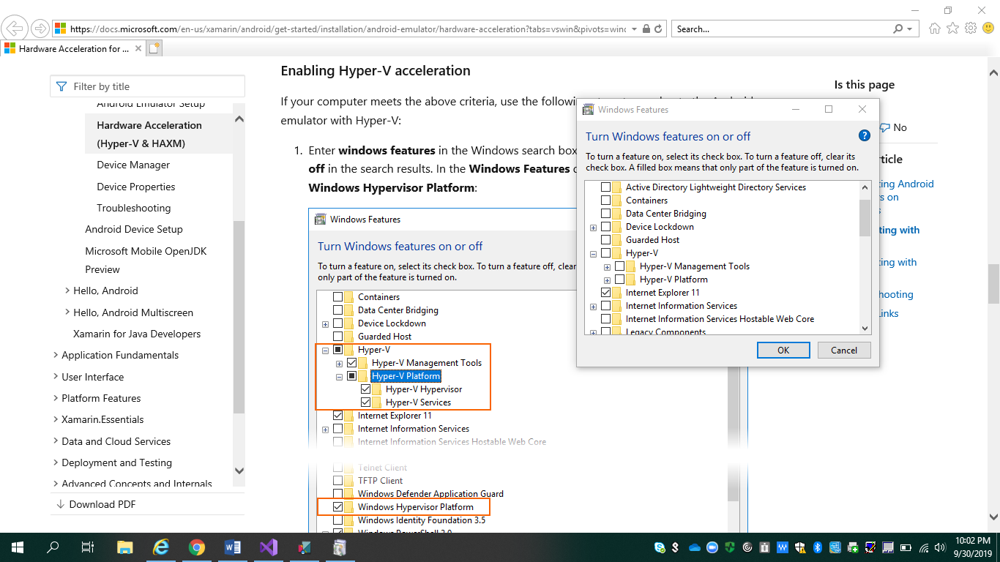 https://docs.microsoft.com/en-us/xamarin/android/get-started/installation/android-emulator/hardware-acceleration?tabs=vswin&pivots=winc
Search...
Hardware Acceleration for ...
Filter by title
Android Emulator Setup
Hardware Acceleration
(Hyper-V & HAXM)
Device Manager
Device Properties
Troubleshooting
Android Device Setup
Microsoft Mobile OpenJDK
Preview
Hello, Android
Hello, Android Multiscreen
Xamarin for Java Developers
Application Fundamentals
User Interface
Platform Features
Xamarin.Essentials
Data and Cloud Services
Deployment and Testing
Advanced Concepts and Internals
Download PDF
Enabling Hyper-V acceleration
If your computer meets the above criteria, use the following
emulator with Hyper-V:
1. Enter windows features in the Windows search box
off in the search results. In the Windows Features
Windows Hypervisor Platform:
Windows Features
Turn Windows features on or off
To turn a feature on, select its check box. To turn a feature off, clear
only part of the feature is turned on.
Containers
Data Center Bridging
Device Lockdown
Guarded Host
Hyper-V
Hyper-V Management Tools
Hyper-V Platform
Hyper-V Hypervisor
Hyper-V Services
Internet Explorer 11
Internet Information Services
Internet Information Services Hostable Web Core
Telnet Client
TFTP Client
Windows Defender Application Guard
Windows Hypervisor Platform
Windows Identity Foundation 3.5
Windows PowerShell 2.0
Windows Features
Turn Windows features on or off
To turn a feature on, select its check box. To turn a feature off, clear its
check box. A filled box means that only part of the feature is turned on.
Active Directory Lightweight Directory Services
Containers
Data Center Bridging
Device Lockdown
Guarded Host
Hyper-V
Hyper-V Management Tools
Hyper-V Platform
Internet Explorer 11
Internet Information Services
Internet Information Services Hostable Web Core
Legacy Components
OK
Cancel
Is this page
No
ticle
ing Android
s on
ting with
ting with
hooting
inks
10:02 PM
9/30/2019